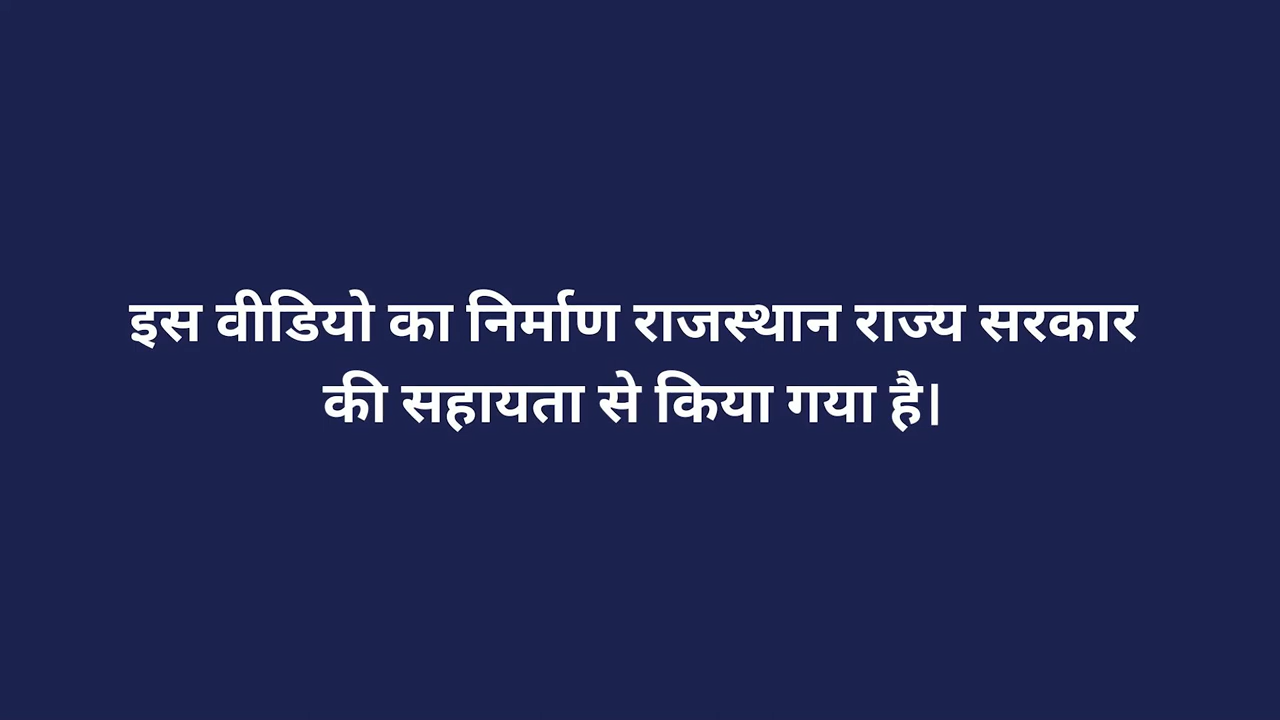 इस वीडियो का निर्माण राजस्थान राज्य सरकार
की सहायता से किया गया है।